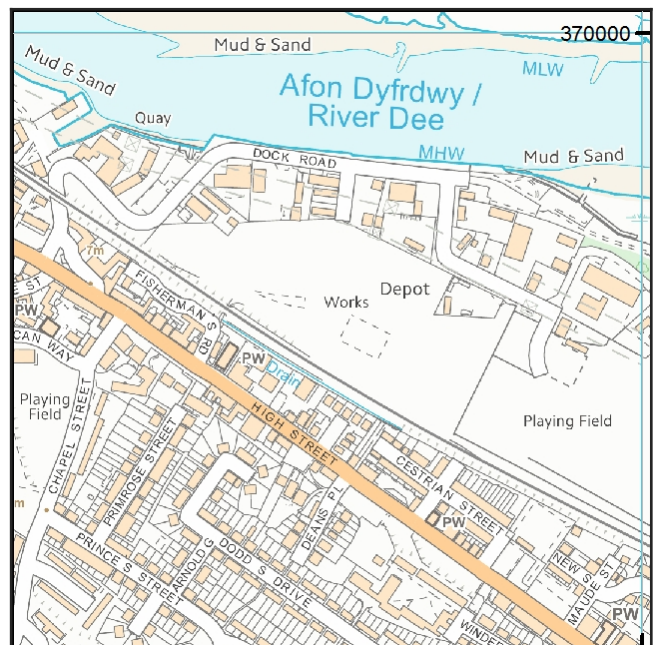 370000
Mud & Sand
Mud & Sand
MLW
Afon Dyfrdwy /
River Dee
Quay
DOCK ROAD
MHW
Mud & Sand
7m
FISHERMAN S RD
Depot
Works
E ST
PW
CAN WAY
PW
Drain
Playing
Field
HIGH STREET
Playing Field
CHAPEL STREET
PRIMROSE STREET
CESTRIAN STREET
PW
m
DEANS PL
PRINCE S STREET
ARNOLD G
DODD S DRIVE
NEW S
MAUDE ST
PW
WINDE